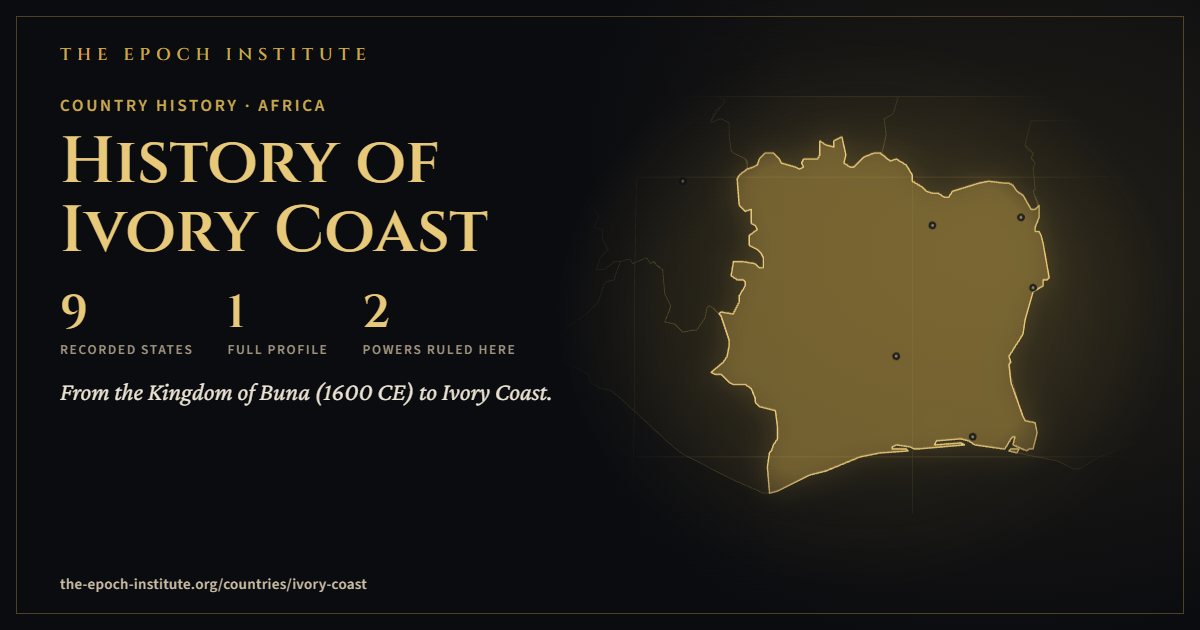 THE EPOCH INSTITUTE
COUNTRY HISTORY · AFRICA
History of
Ivory Coast
9 1 2
RECORDED STATES FULL PROFILE POWERS RULED HERE
From the Kingdom of Buna (1600 CE) to Ivory Coast.
the-epoch-institute.org/countries/ivory-coast